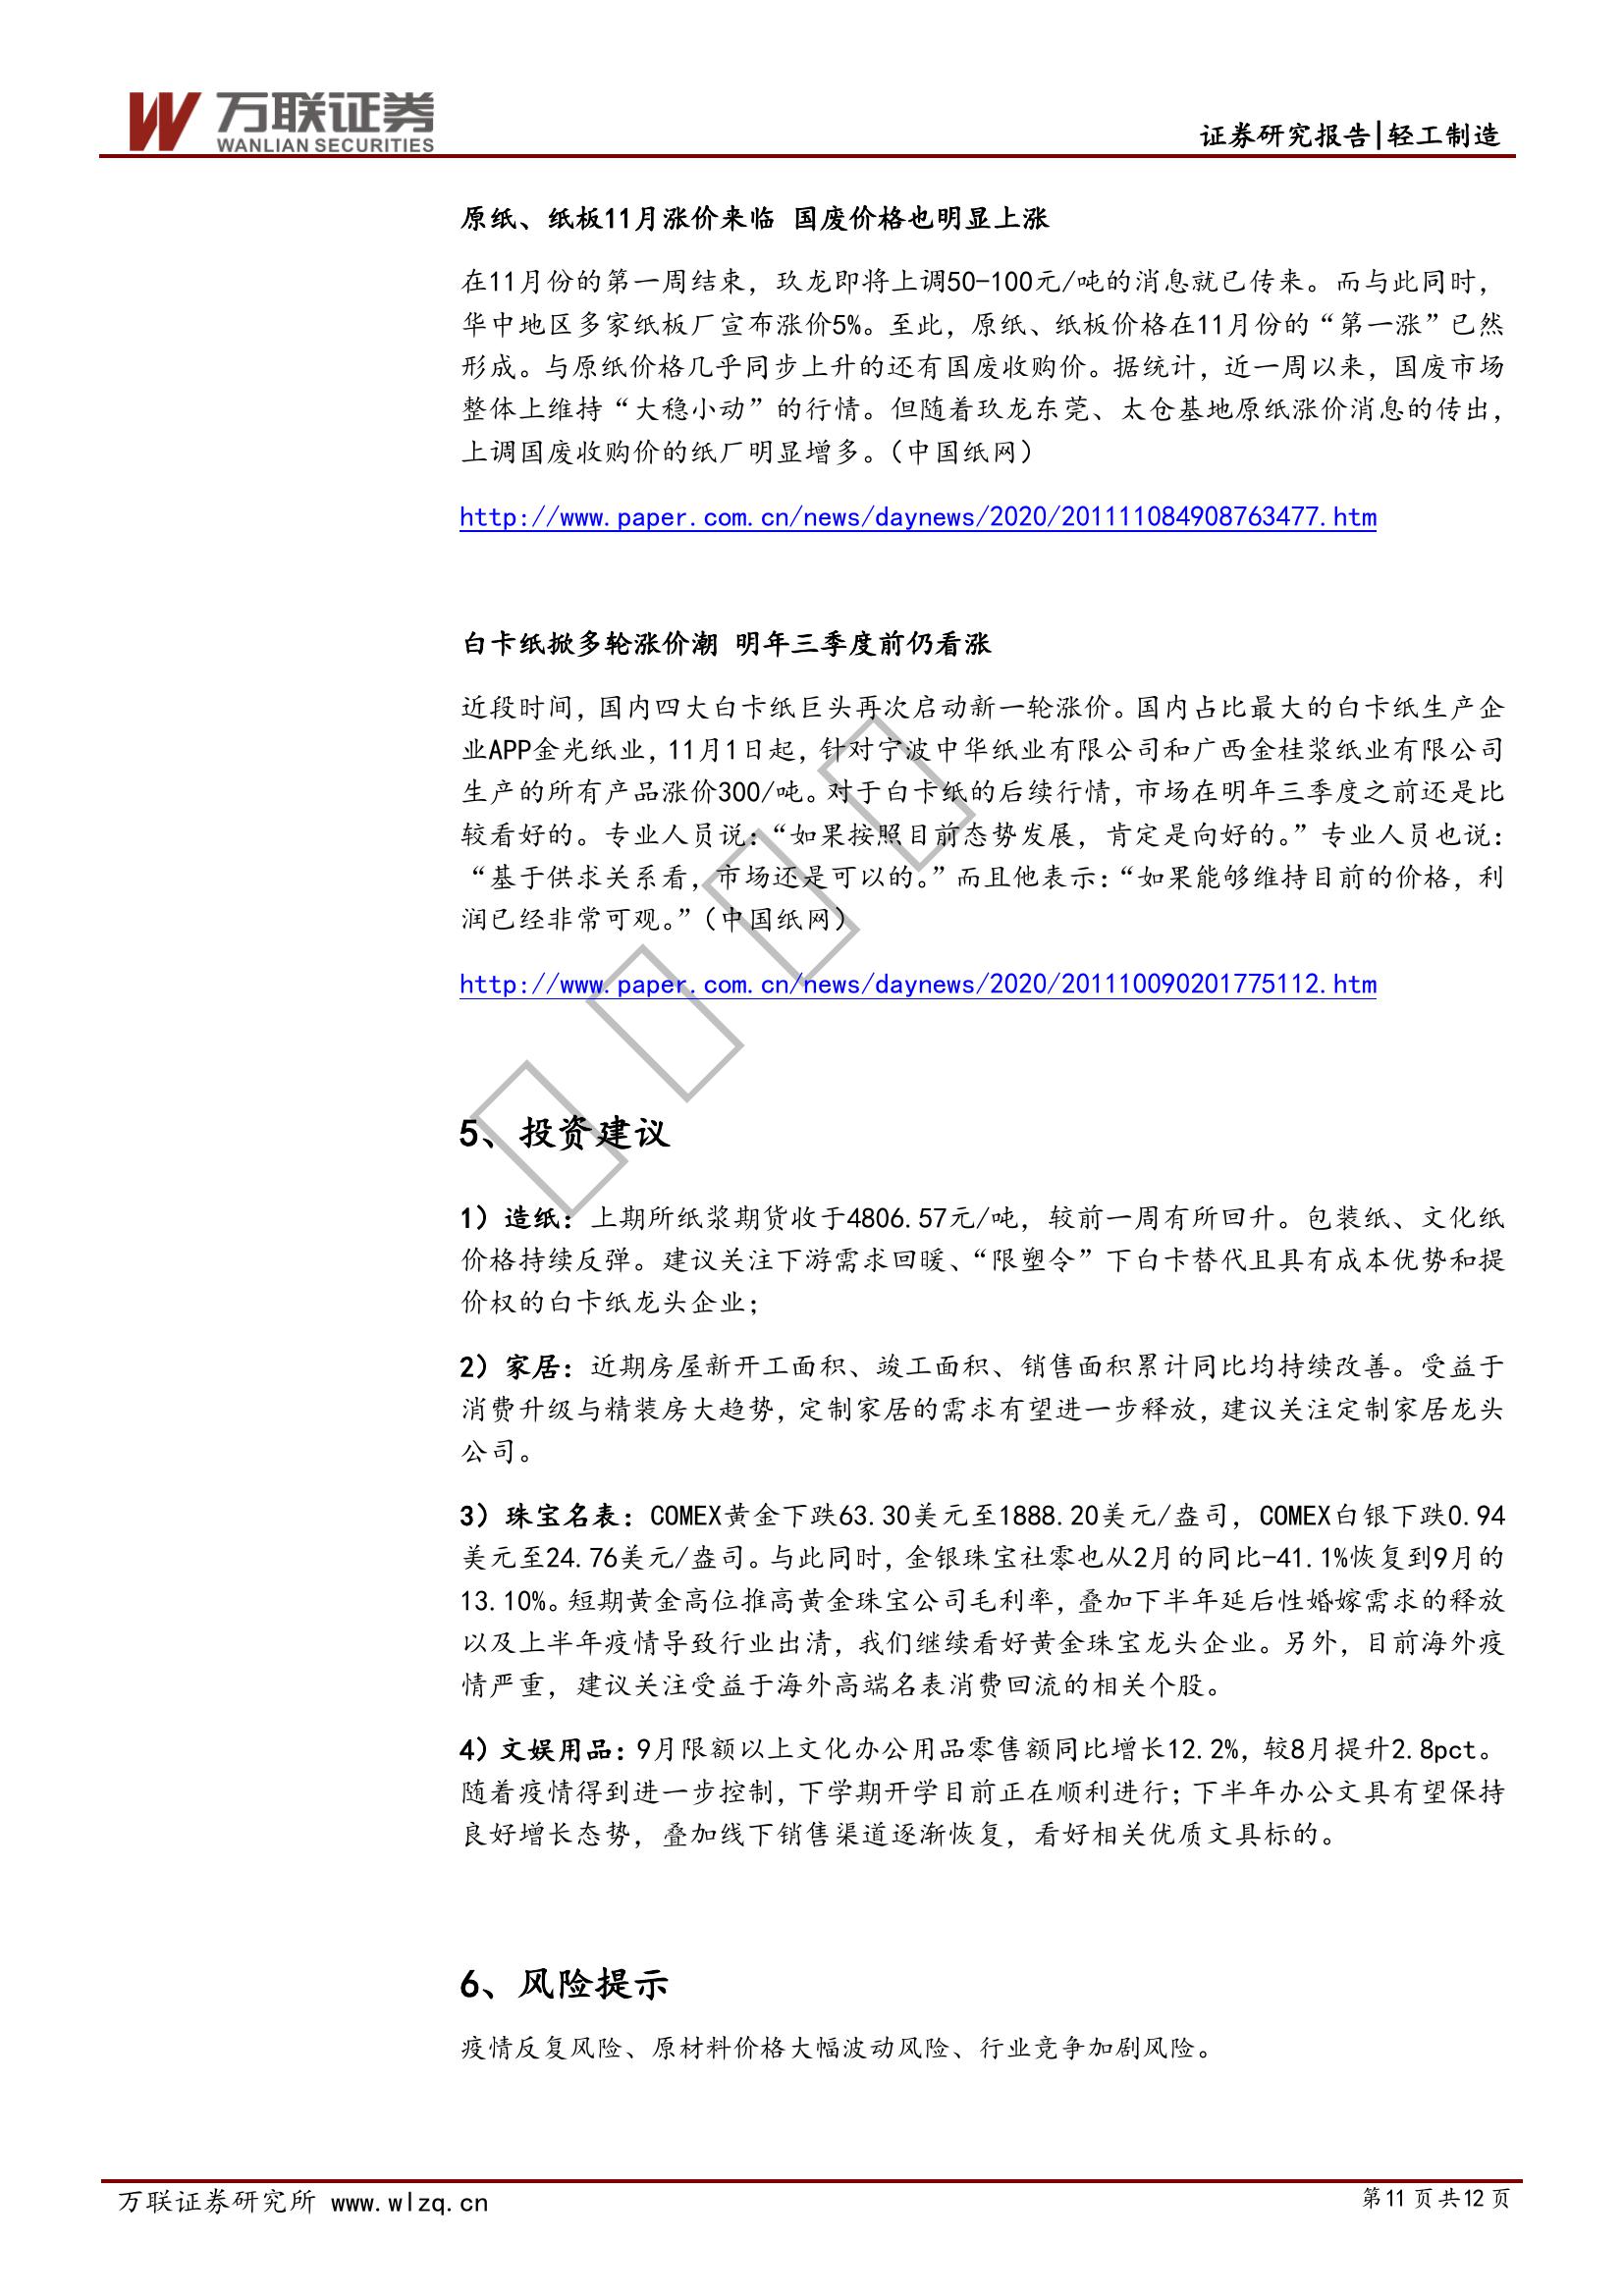 万联证券
WANLIAN SECURITIES
证券研究报告|轻工制造
原纸、纸板11月涨价来临 国废价格也明显上涨
在11月份的第一周结束，玖龙即将上调50-100元/吨的消息就已传来。而与此同时，
华中地区多家纸板厂宣布涨价5%。至此，原纸、纸板价格在11月份的“第一涨”已然
形成。与原纸价格几乎同步上升的还有国废收购价。据统计，近一周以来，国废市场
整体上维持“大稳小动”的行情。但随着玖龙东莞、太仓基地原纸涨价消息的传出，
上调国废收购价的纸厂明显增多。（中国纸网）
http://www.paper.com.cn/news/daynews/2020/201111084908763477.htm
白卡纸掀多轮涨价潮 明年三季度前仍看涨
近段时间，国内四大白卡纸巨头再次启动新一轮涨价。国内占比最大的白卡纸生产企
业APP金光纸业，11月1日起，针对宁波中华纸业有限公司和广西金桂浆纸业有限公司
生产的所有产品涨价300/吨。对于白卡纸的后续行情，市场在明年三季度之前还是比
较看好的。专业人员说：“如果按照目前态势发展，肯定是向好的。”专业人员也说：
“基于供求关系看，市场还是可以的。”而且他表示：“如果能够维持目前的价格，利
润已经非常可观。”（中国纸网）
http://www.paper.com.cn/news/daynews/2020/201110090201775112.htm
5、投资建议
1）造纸：上期所纸浆期货收于4806.57元/吨，较前一周有所回升。包装纸、文化纸
价格持续反弹。建议关注下游需求回暖、“限塑令”下白卡替代且具有成本优势和提
价权的白卡纸龙头企业；
2）家居：近期房屋新开工面积、竣工面积、销售面积累计同比均持续改善。受益于
消费升级与精装房大趋势，定制家居的需求有望进一步释放，建议关注定制家居龙头
公司。
3）珠宝名表：COMEX黄金下跌63.30美元至1888.20美元/盎司，COMEX白银下跌0.94
美元至24.76美元/盎司。与此同时，金银珠宝社零也从2月的同比-41.1%恢复到9月的
13.10%。短期黄金高位推高黄金珠宝公司毛利率，叠加下半年延后性婚嫁需求的释放
以及上半年疫情导致行业出清，我们继续看好黄金珠宝龙头企业。另外，目前海外疫
情严重，建议关注受益于海外高端名表消费回流的相关个股。
4）文娱用品：9月限额以上文化办公用品零售额同比增长12.2%，较8月提升2.8pct。
随着疫情得到进一步控制，下学期开学目前正在顺利进行；下半年办公文具有望保持
良好增长态势，叠加线下销售渠道逐渐恢复，看好相关优质文具标的。
6、风险提示
疫情反复风险、原材料价格大幅波动风险、行业竞争加剧风险。
万联证券研究所 www.wlzq.cn
第11页共12页